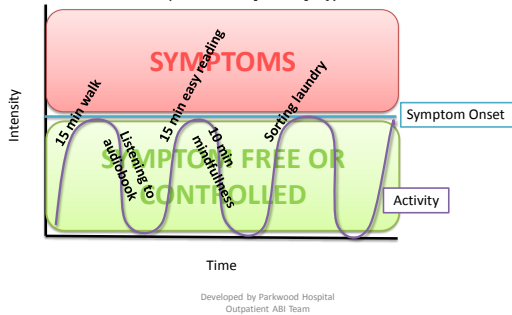 SYMPTOMS
15 min walk
15 min easy reading
Sorting laundry
Intensity
Symptom Onset
Listening to
audiobook
10 min
mindfullness
SYMPTOM FREE OR
CONTROLLED
Activity
Time
Developed by Parkwood Hospital
Outpatient ABI Team